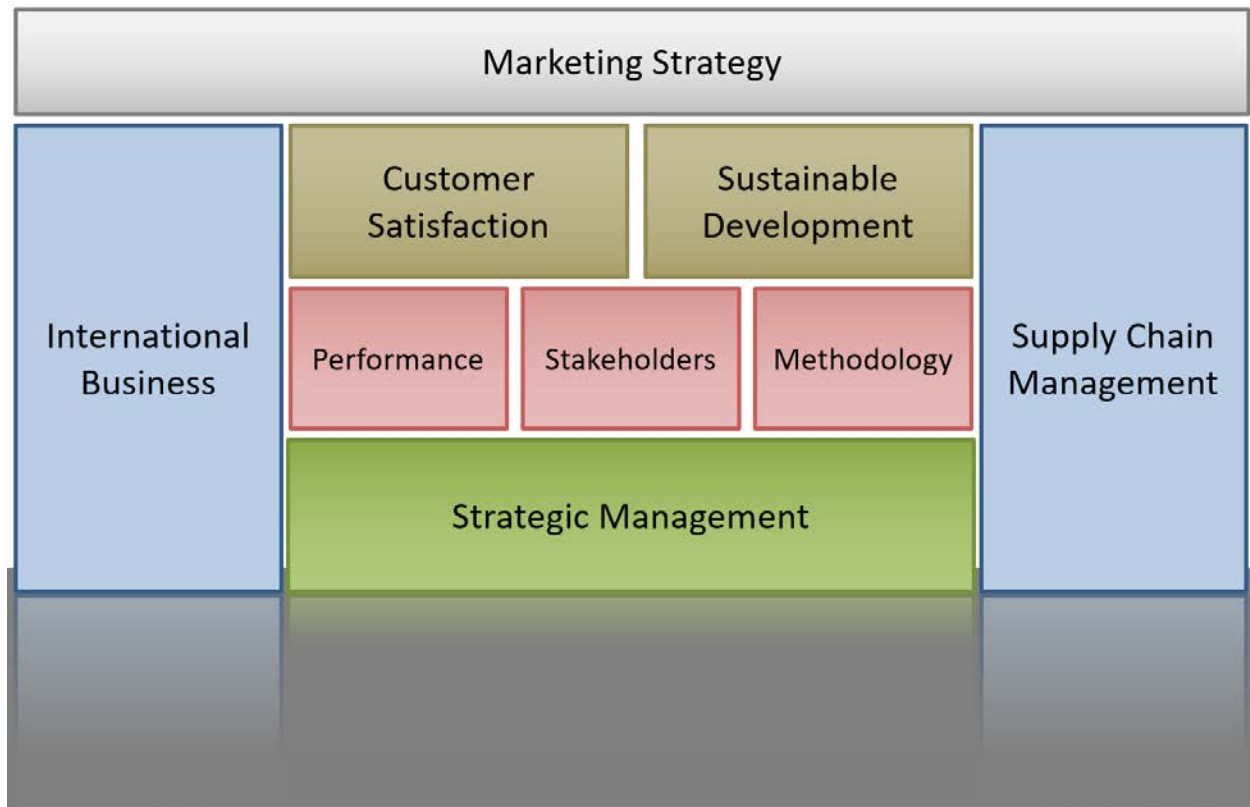 Marketing Strategy
Customer
Satisfaction
Sustainable
Development
International
Business
Performance
Stakeholders
Methodology
Supply Chain
Management
Strategic Management